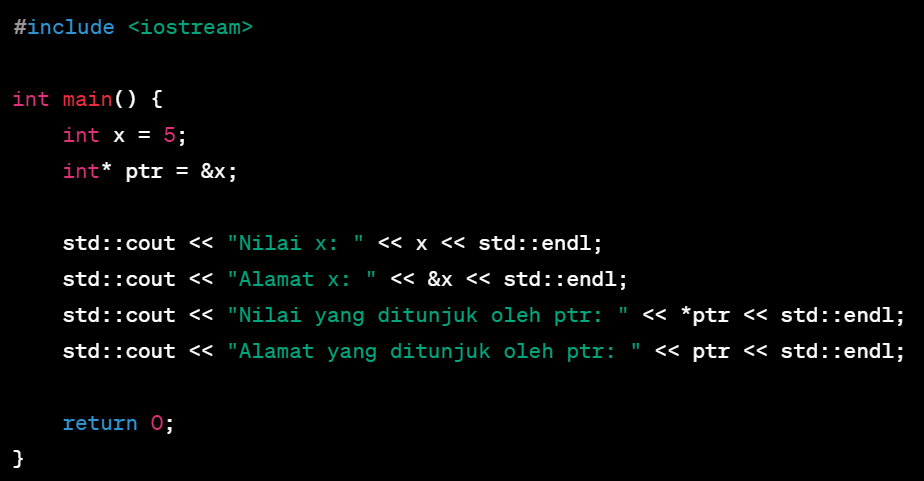 #include <iostream>
int main() {
    int x = 5;
    int* ptr = &x;
    std::cout << "Nilai x: " << x << std::endl;
    std::cout << "Alamat x: " << &x << std::endl;
    std::cout << "Nilai yang ditunjuk oleh ptr: " << *ptr << std::endl;
    std::cout << "Alamat yang ditunjuk oleh ptr: " << ptr << std::endl;
    return 0;
}